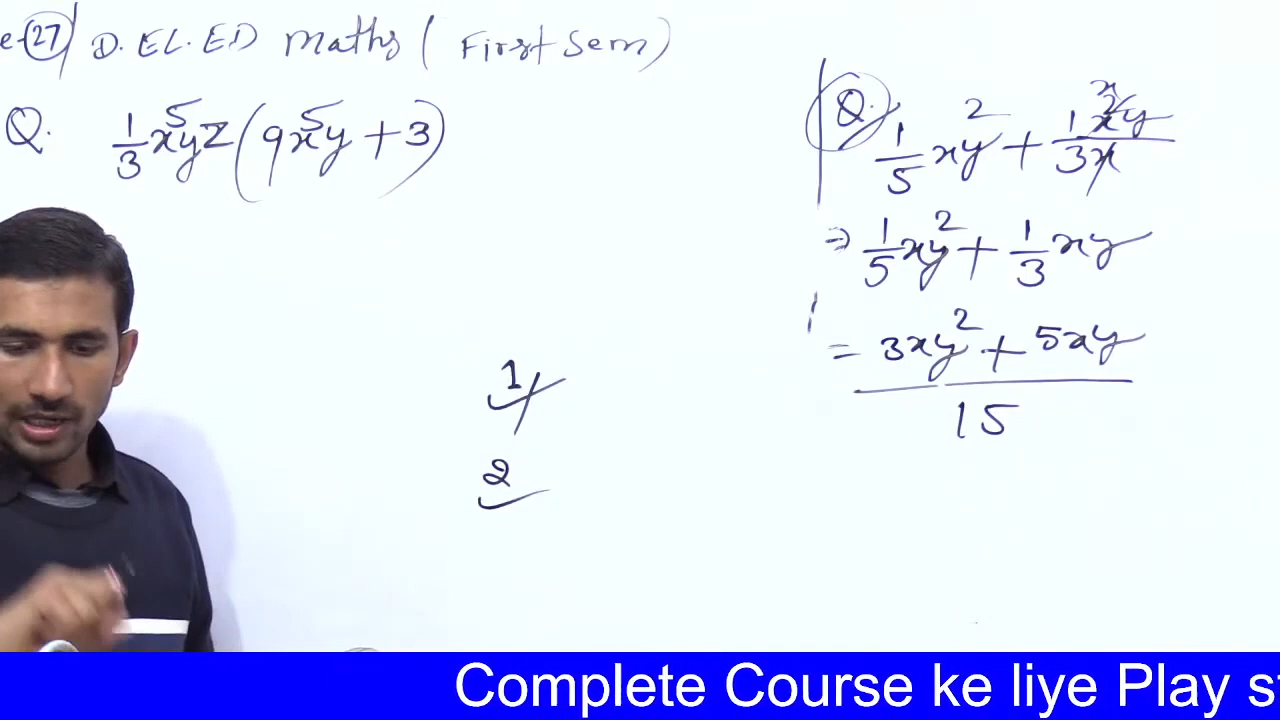 e-27 D.EL.ED Maths (First Sem)
Q. 1/3 x⁵yz(9x⁵y + 3)
1
2
Q. 1/5 xy² + 1x²y/3x
x
⇒ 1/5 xy² + 1/3 xy
= 3xy² + 5xy
15
Complete Course ke liye Play st